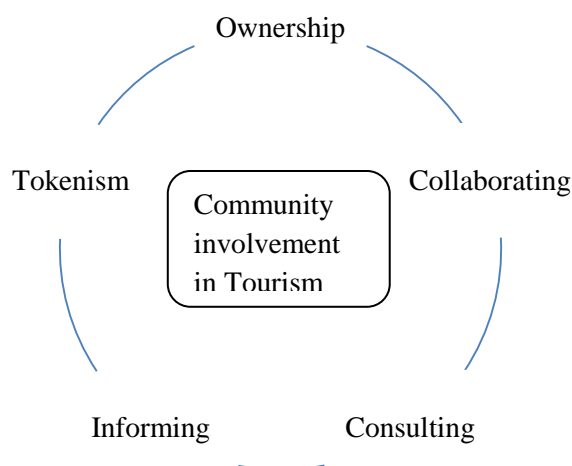 Ownership
Tokenism
Collaborating
Community
involvement
in Tourism
Informing
Consulting